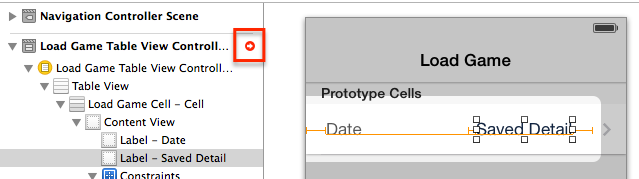 Navigation Controller Scene
Load Game Table View Controll...
Load Game Table View Controll...
Table View
Load Game Cell - Cell
Content View
Label - Date
Label - Saved Detail
Constraints
Load Game
Prototype Cells
Date Saved Detail